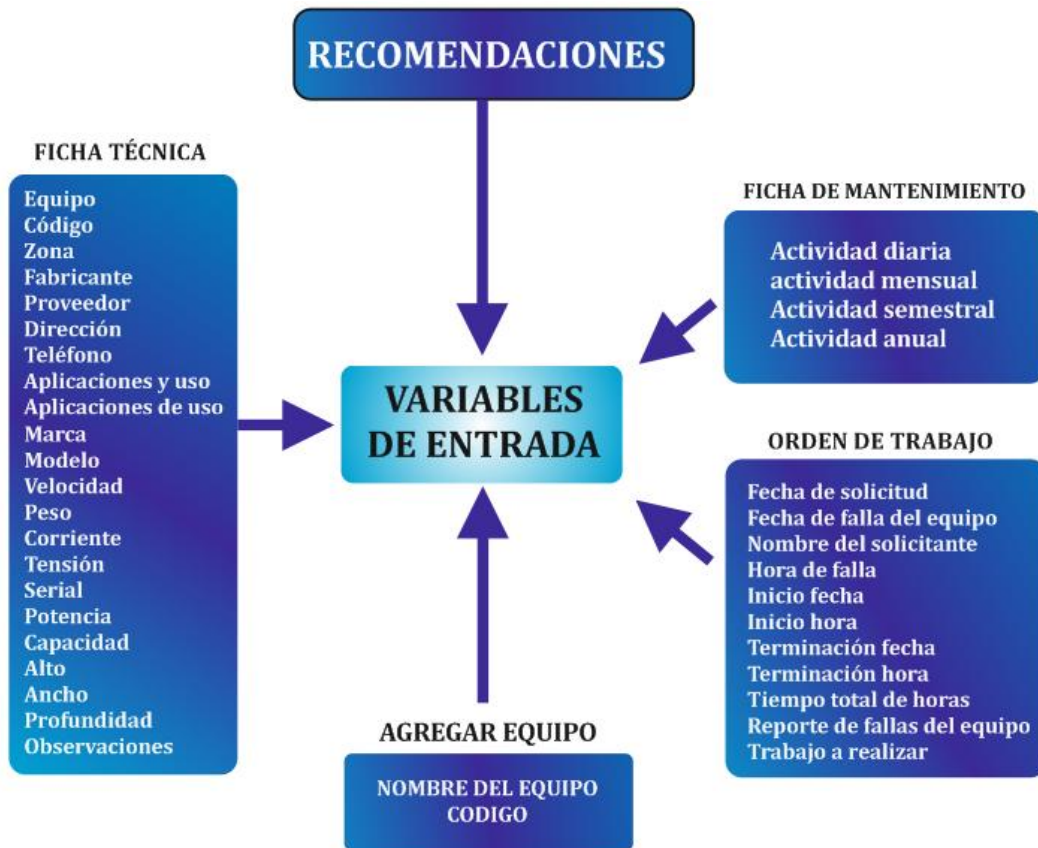 RECOMENDACIONES
FICHA TÉCNICA
Equipo
Código
Zona
Fabricante
Proveedor
Dirección
Teléfono
Aplicaciones y uso
Aplicaciones de uso
Marca
Modelo
Velocidad
Peso
Corriente
Tensión
Serial
Potencia
Capacidad
Alto
Ancho
Profundidad
Observaciones
VARIABLES
DE ENTRADA
FICHA DE MANTENIMIENTO
Actividad diaria
actividad mensual
Actividad semestral
Actividad anual
ORDEN DE TRABAJO
Fecha de solicitud
Fecha de falla del equipo
Nombre del solicitante
Hora de falla
Inicio fecha
Inicio hora
Terminación fecha
Terminación hora
Tiempo total de horas
Reporte de fallas del equipo
Trabajo a realizar
AGREGAR EQUIPO
NOMBRE DEL EQUIPO
CODIGO